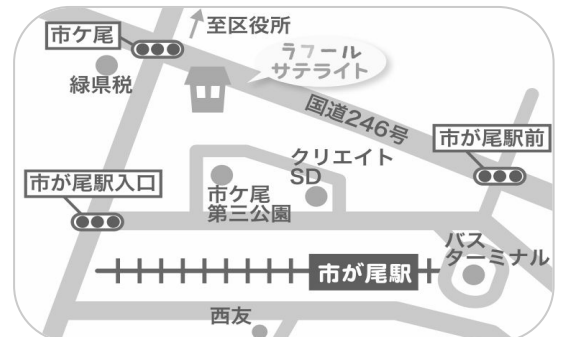 至区役所
市ケ尾
ラフール
サテライト
緑県税
国道246号
市が尾駅前
クリエイト
SD
市が尾駅入口
市ケ尾
第三公園
バス
ターミナル
市が尾駅
西友